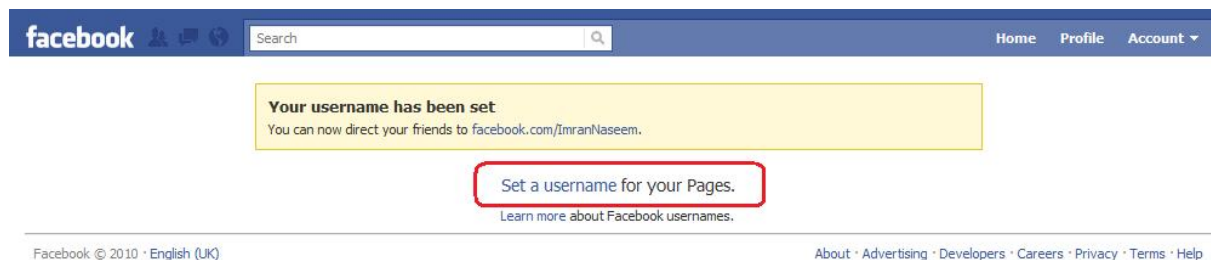 facebook Search Home Profile Account
Your username has been set
You can now direct your friends to facebook.com/ImranNaseem.
Set a username for your Pages.
Learn more about Facebook usernames.
Facebook © 2010 · English (UK) About · Advertising · Developers · Careers · Privacy · Terms · Help